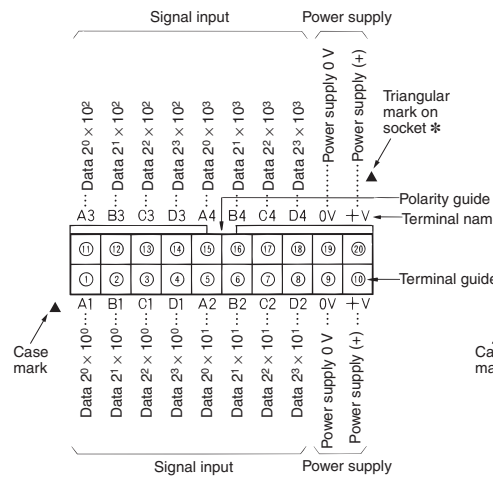 Signal input
Power supply
Data 2⁰ × 10²
Data 2¹ × 10²
Data 2² × 10²
Data 2³ × 10²
Data 2⁰ × 10³
Data 2¹ × 10³
Data 2² × 10³
Data 2³ × 10³
Power supply 0 V
Power supply (+)
Triangular
mark on
socket *
Polarity guide
A3 B3 C3 D3 A4 B4 C4 D4 0V +V
Terminal nam
⑪ ⑫ ⑬ ⑭ ⑮ ⑯ ⑰ ⑱ ⑲ ⑳
① ② ③ ④ ⑤ ⑥ ⑦ ⑧ ⑨ ⑩
Terminal guide
A1 B1 C1 D1 A2 B2 C2 D2 0V +V
Case
mark
Data 2⁰ × 10⁰
Data 2¹ × 10⁰
Data 2² × 10⁰
Data 2³ × 10⁰
Data 2⁰ × 10¹
Data 2¹ × 10¹
Data 2² × 10¹
Data 2³ × 10¹
Power supply 0 V
Power supply (+)
Ca
ma
Signal input
Power supply